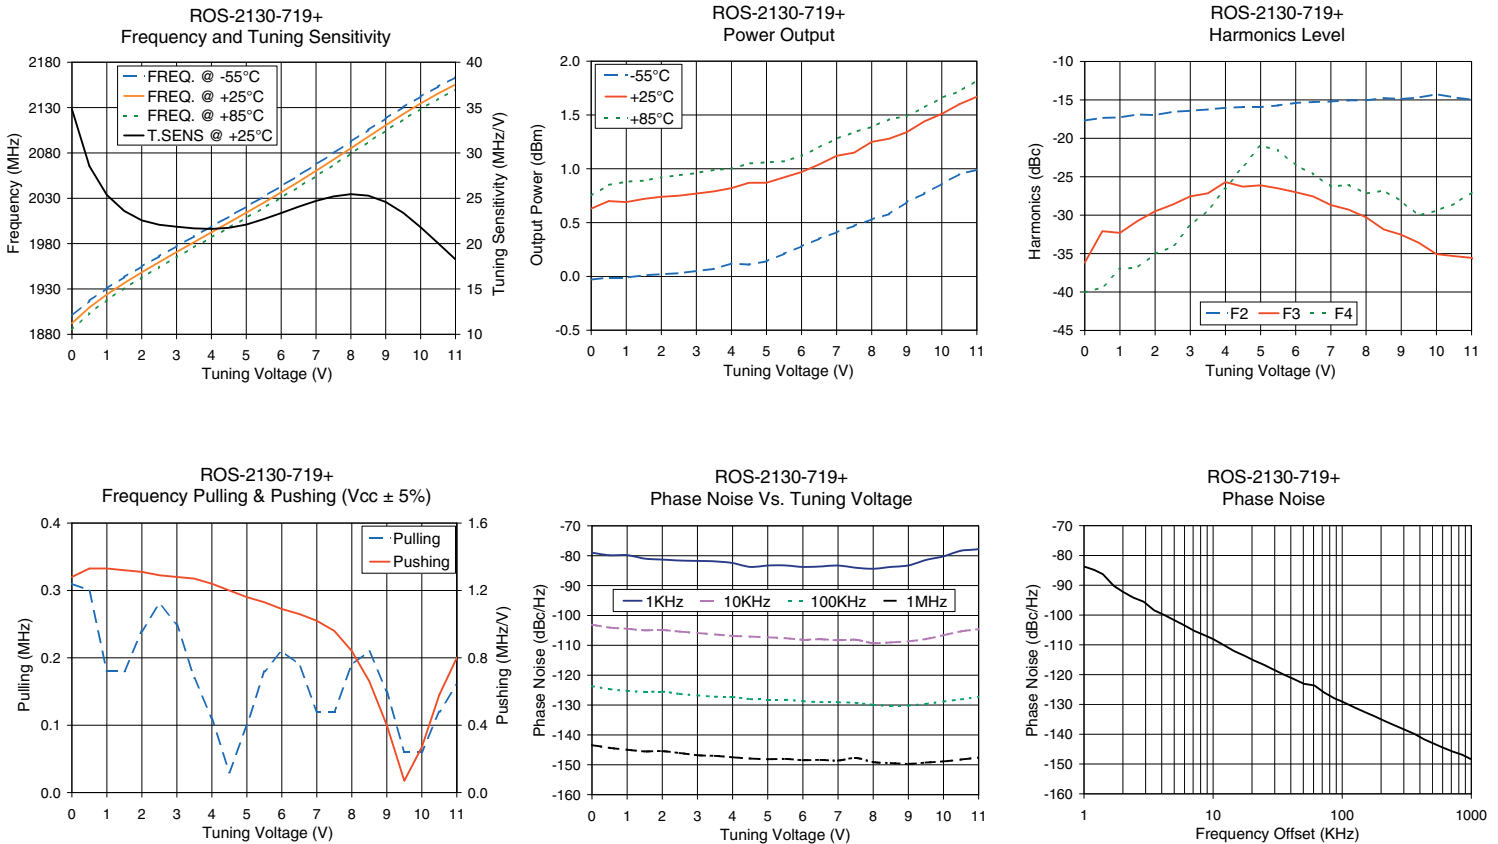 ROS-2130-719+
Frequency and Tuning Sensitivity
2180
2130
2080
2030
1980
1930
1880
Frequency (MHz)
FREQ. @ -55°C
FREQ. @ +25°C
FREQ. @ +85°C
T.SENS @ +25°C
40
35
30
25
20
15
10
Tuning Sensitivity (MHz/V)
0 1 2 3 4 5 6 7 8 9 10 11
Tuning Voltage (V)
ROS-2130-719+
Power Output
2.0
1.5
1.0
0.5
0.0
-0.5
Output Power (dBm)
-55°C
+25°C
+85°C
0 1 2 3 4 5 6 7 8 9 10 11
Tuning Voltage (V)
ROS-2130-719+
Harmonics Level
-10
-15
-20
-25
-30
-35
-40
-45
Harmonics (dBc)
F2 F3 F4
0 1 2 3 4 5 6 7 8 9 10 11
Tuning Voltage (V)
ROS-2130-719+
Frequency Pulling & Pushing (Vcc ± 5%)
0.4
0.3
0.2
0.1
0.0
Pulling (MHz)
Pulling
Pushing
1.6
1.2
0.8
0.4
0.0
Pushing (MHz/V)
0 1 2 3 4 5 6 7 8 9 10 11
Tuning Voltage (V)
ROS-2130-719+
Phase Noise Vs. Tuning Voltage
-70
-80
-90
-100
-110
-120
-130
-140
-150
-160
Phase Noise (dBc/Hz)
1KHz 10KHz 100KHz 1MHz
0 1 2 3 4 5 6 7 8 9 10 11
Tuning Voltage (V)
ROS-2130-719+
Phase Noise
-70
-80
-90
-100
-110
-120
-130
-140
-150
-160
Phase Noise (dBc/Hz)
1 10 100 1000
Frequency Offset (KHz)